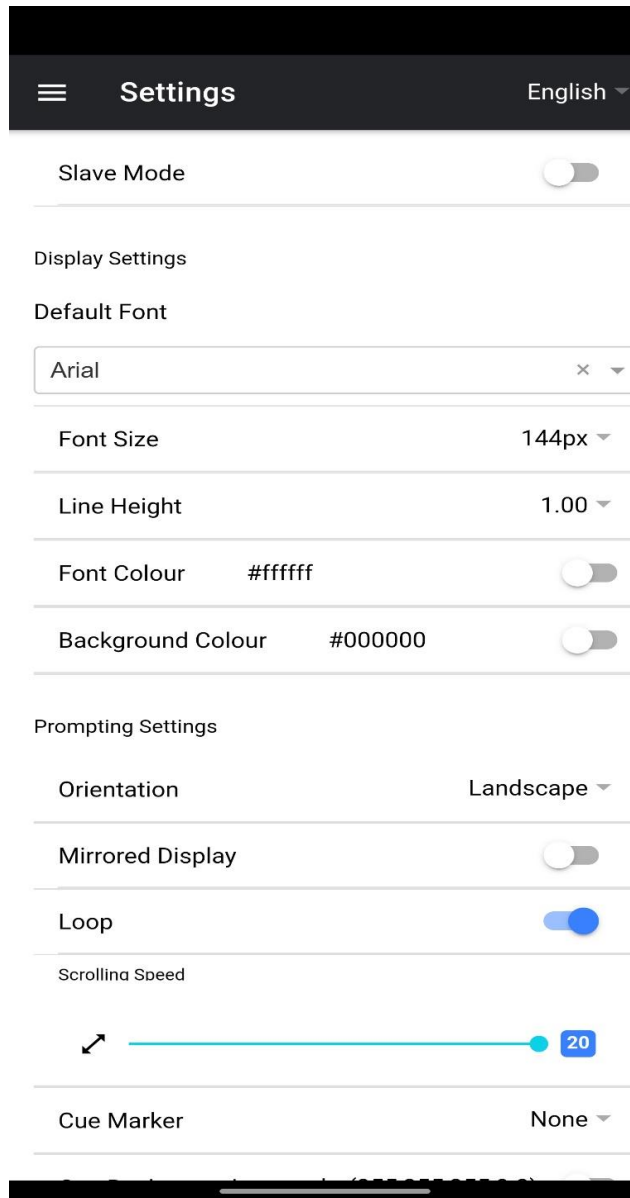 Settings English
Slave Mode
Display Settings
Default Font
Arial ×
Font Size 144px
Line Height 1.00
Font Colour #ffffff
Background Colour #000000
Prompting Settings
Orientation Landscape
Mirrored Display
Loop
Scrolling Speed
20
Cue Marker None